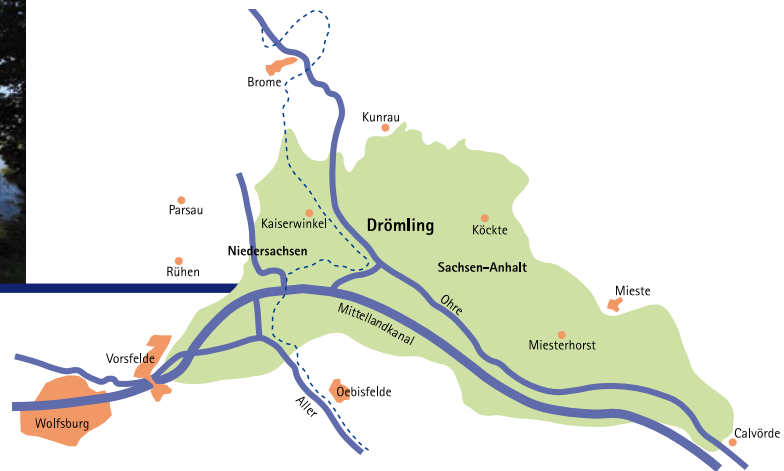 Brome
Kunrau
Parsau
Kaiserwinkel
Drömling
Köckte
Niedersachsen
Rühen
Sachsen-Anhalt
Mieste
Ohre
Mittellandkanal
Miesterhorst
Vorsfelde
Oebisfelde
Aller
Wolfsburg
Calvörde